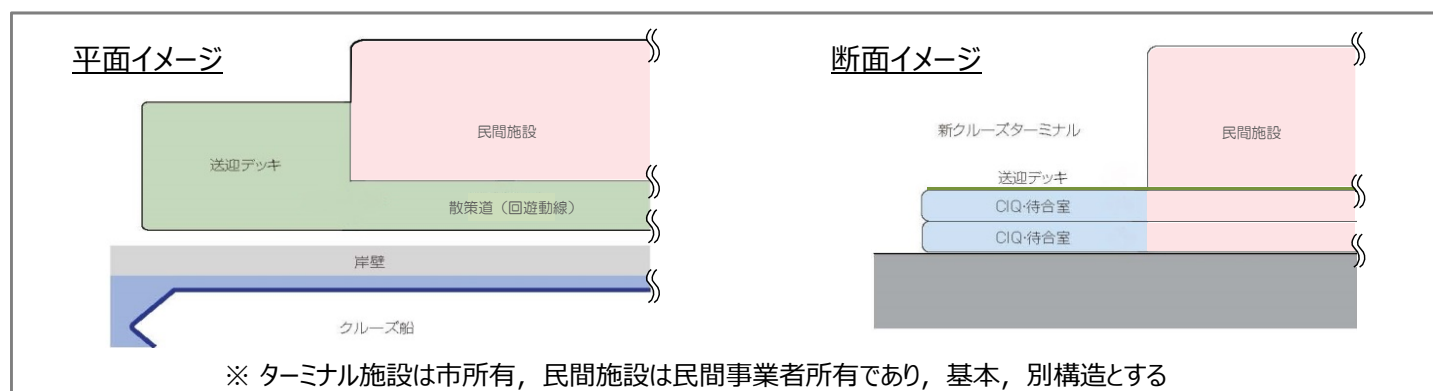 平面イメージ
民間施設
送迎デッキ
散策道（回遊動線）
岸壁
クルーズ船
断面イメージ
新クルーズターミナル
民間施設
送迎デッキ
CIQ・待合室
CIQ・待合室
※ ターミナル施設は市所有，民間施設は民間事業者所有であり，基本，別構造とする